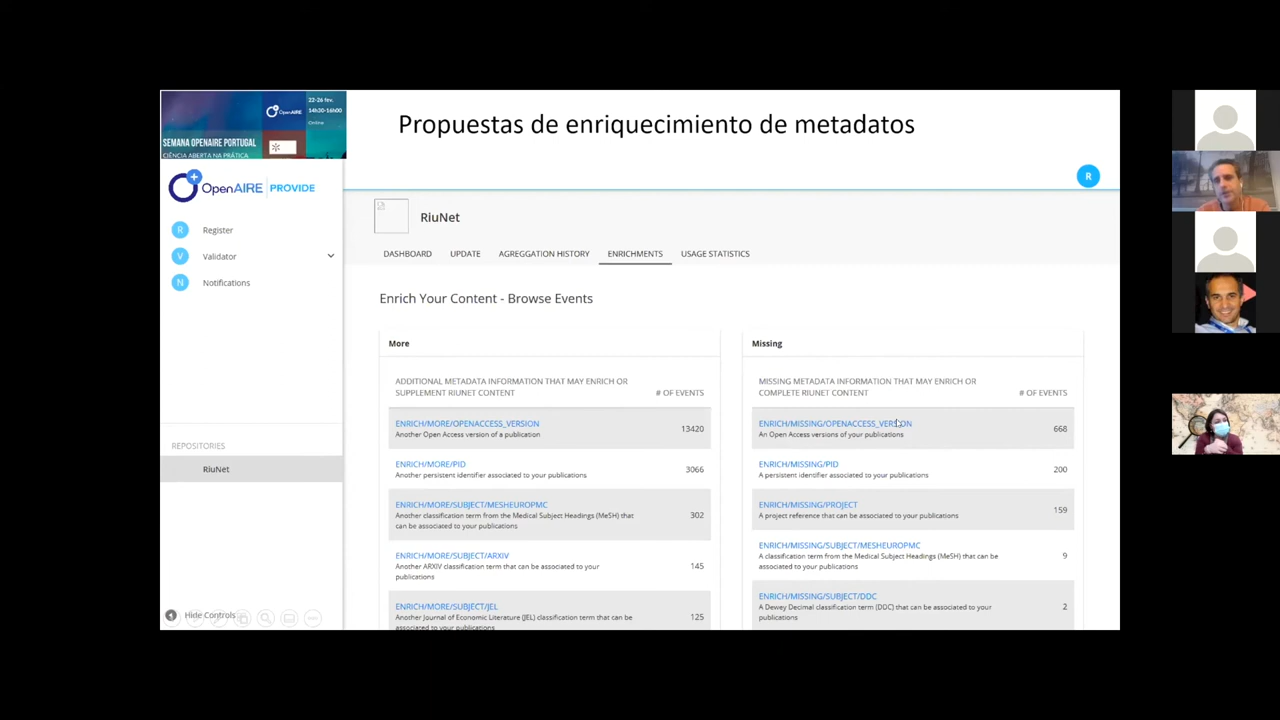 22-26 fev.
14h30-16h00
Online
OpenAIRE
SEMANA OPENAIRE PORTUGAL
CIÊNCIA ABERTA NA PRÁTICA
Propuestas de enriquecimiento de metadatos
OpenAIRE PROVIDE
R
R Register
V Validator
N Notifications
REPOSITORIES
RiuNet
Hide Controls
RiuNet
DASHBOARD UPDATE AGREGGATION HISTORY ENRICHMENTS USAGE STATISTICS
Enrich Your Content - Browse Events
More
ADDITIONAL METADATA INFORMATION THAT MAY ENRICH OR
SUPPLEMENT RIUNET CONTENT # OF EVENTS
ENRICH/MORE/OPENACCESS_VERSION
Another Open Access version of a publication 13420
ENRICH/MORE/PID
Another persistent identifier associated to your publications 3066
ENRICH/MORE/SUBJECT/MESHEUROPMC
Another classification term from the Medical Subject Headings (MeSH) that 302
can be associated to your publications
ENRICH/MORE/SUBJECT/ARXIV
Another ARXIV classification term that can be associated to your 145
publications
ENRICH/MORE/SUBJECT/JEL
Another Journal of Economic Literature (JEL) classification term that can be 125
associated to your publications
Missing
MISSING METADATA INFORMATION THAT MAY ENRICH OR
COMPLETE RIUNET CONTENT # OF EVENTS
ENRICH/MISSING/OPENACCESS_VERSION
An Open Access versions of your publications 668
ENRICH/MISSING/PID
A persistent identifier associated to your publications 200
ENRICH/MISSING/PROJECT
A project reference that can be associated to your publications 159
ENRICH/MISSING/SUBJECT/MESHEUROPMC
A classification term from the Medical Subject Headings (MeSH) that can be 9
associated to your publications
ENRICH/MISSING/SUBJECT/DDC
A Dewey Decimal classification term (DDC) that can be associated to your 2
publications